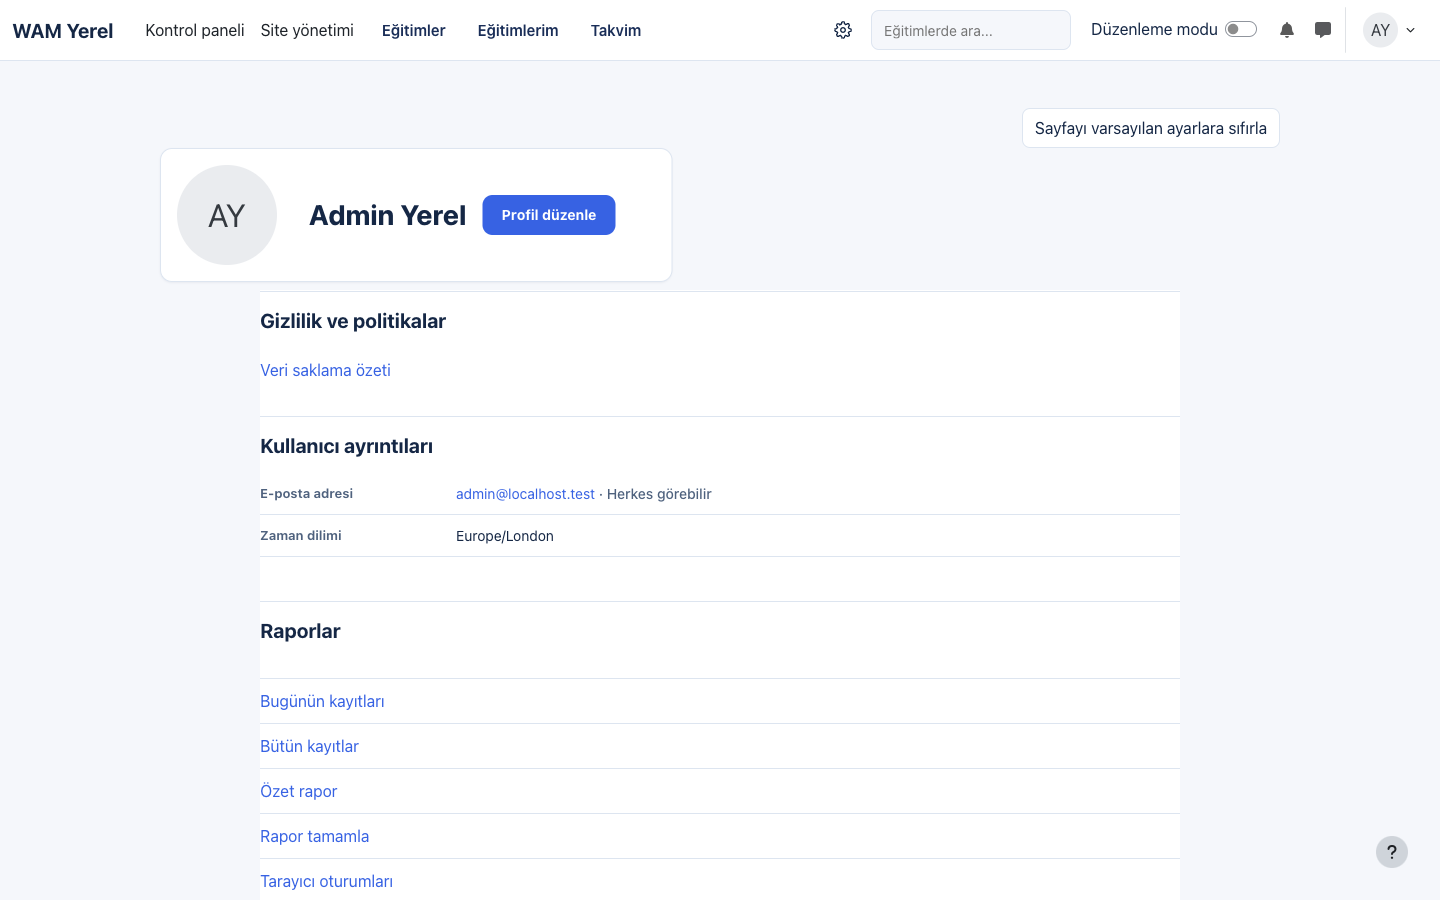 WAM Yerel Kontrol paneli Site yönetimi Eğitimler Eğitimlerim Takvim Eğitimlerde ara... Düzenleme modu AY
Sayfayı varsayılan ayarlara sıfırla
AY Admin Yerel Profil düzenle
Gizlilik ve politikalar
Veri saklama özeti
Kullanıcı ayrıntıları
E-posta adresi admin@localhost.test · Herkes görebilir
Zaman dilimi Europe/London
Raporlar
Bugünün kayıtları
Bütün kayıtlar
Özet rapor
Rapor tamamla
?
Tarayıcı oturumları